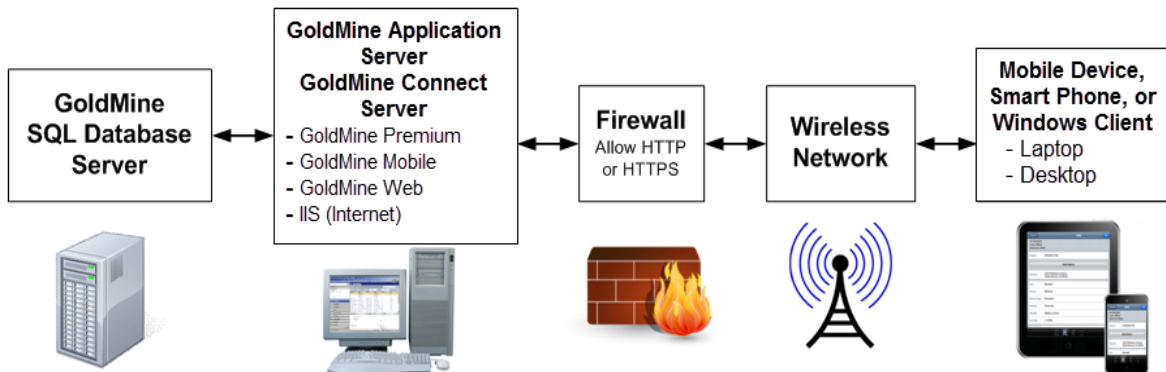 GoldMine
SQL Database
Server
GoldMine Application
Server
GoldMine Connect
Server
- GoldMine Premium
- GoldMine Mobile
- GoldMine Web
- IIS (Internet)
Firewall
Allow HTTP
or HTTPS
Wireless
Network
Mobile Device,
Smart Phone, or
Windows Client
- Laptop
- Desktop